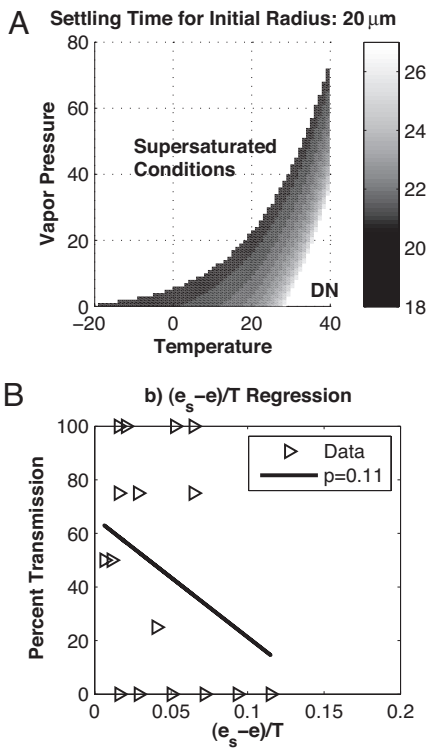 A
Settling Time for Initial Radius: 20 μm
80
60
40
20
0
Vapor Pressure
Supersaturated
Conditions
DN
-20
0
20
40
Temperature
26
24
22
20
18
B
b) (e_s-e)/T Regression
100
80
60
40
20
0
Percent Transmission
Data
p=0.11
0
0.05
0.1
0.15
0.2
(e_s-e)/T